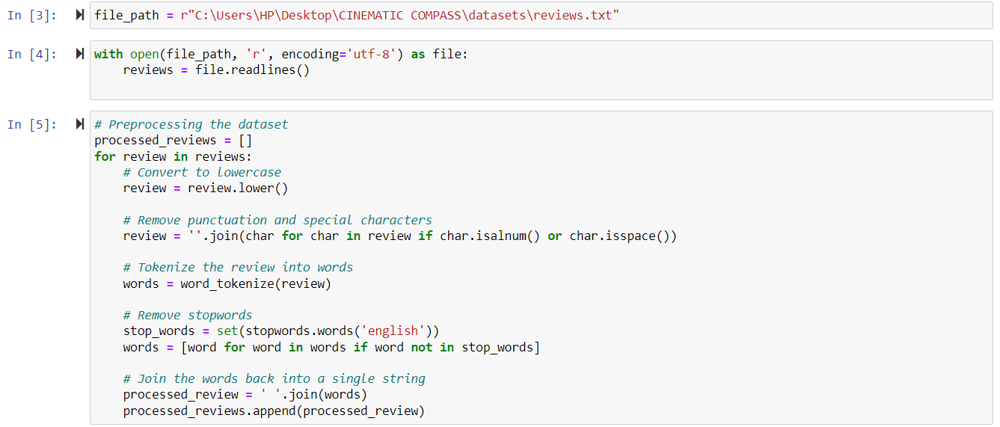 In [3]: file_path = r"C:\Users\HP\Desktop\CINEMATIC COMPASS\datasets\reviews.txt"
In [4]: with open(file_path, 'r', encoding='utf-8') as file:
    reviews = file.readlines()
In [5]: # Preprocessing the dataset
processed_reviews = []
for review in reviews:
    # Convert to lowercase
    review = review.lower()
    # Remove punctuation and special characters
    review = ''.join(char for char in review if char.isalnum() or char.isspace())
    # Tokenize the review into words
    words = word_tokenize(review)
    # Remove stopwords
    stop_words = set(stopwords.words('english'))
    words = [word for word in words if word not in stop_words]
    # Join the words back into a single string
    processed_review = ' '.join(words)
    processed_reviews.append(processed_review)